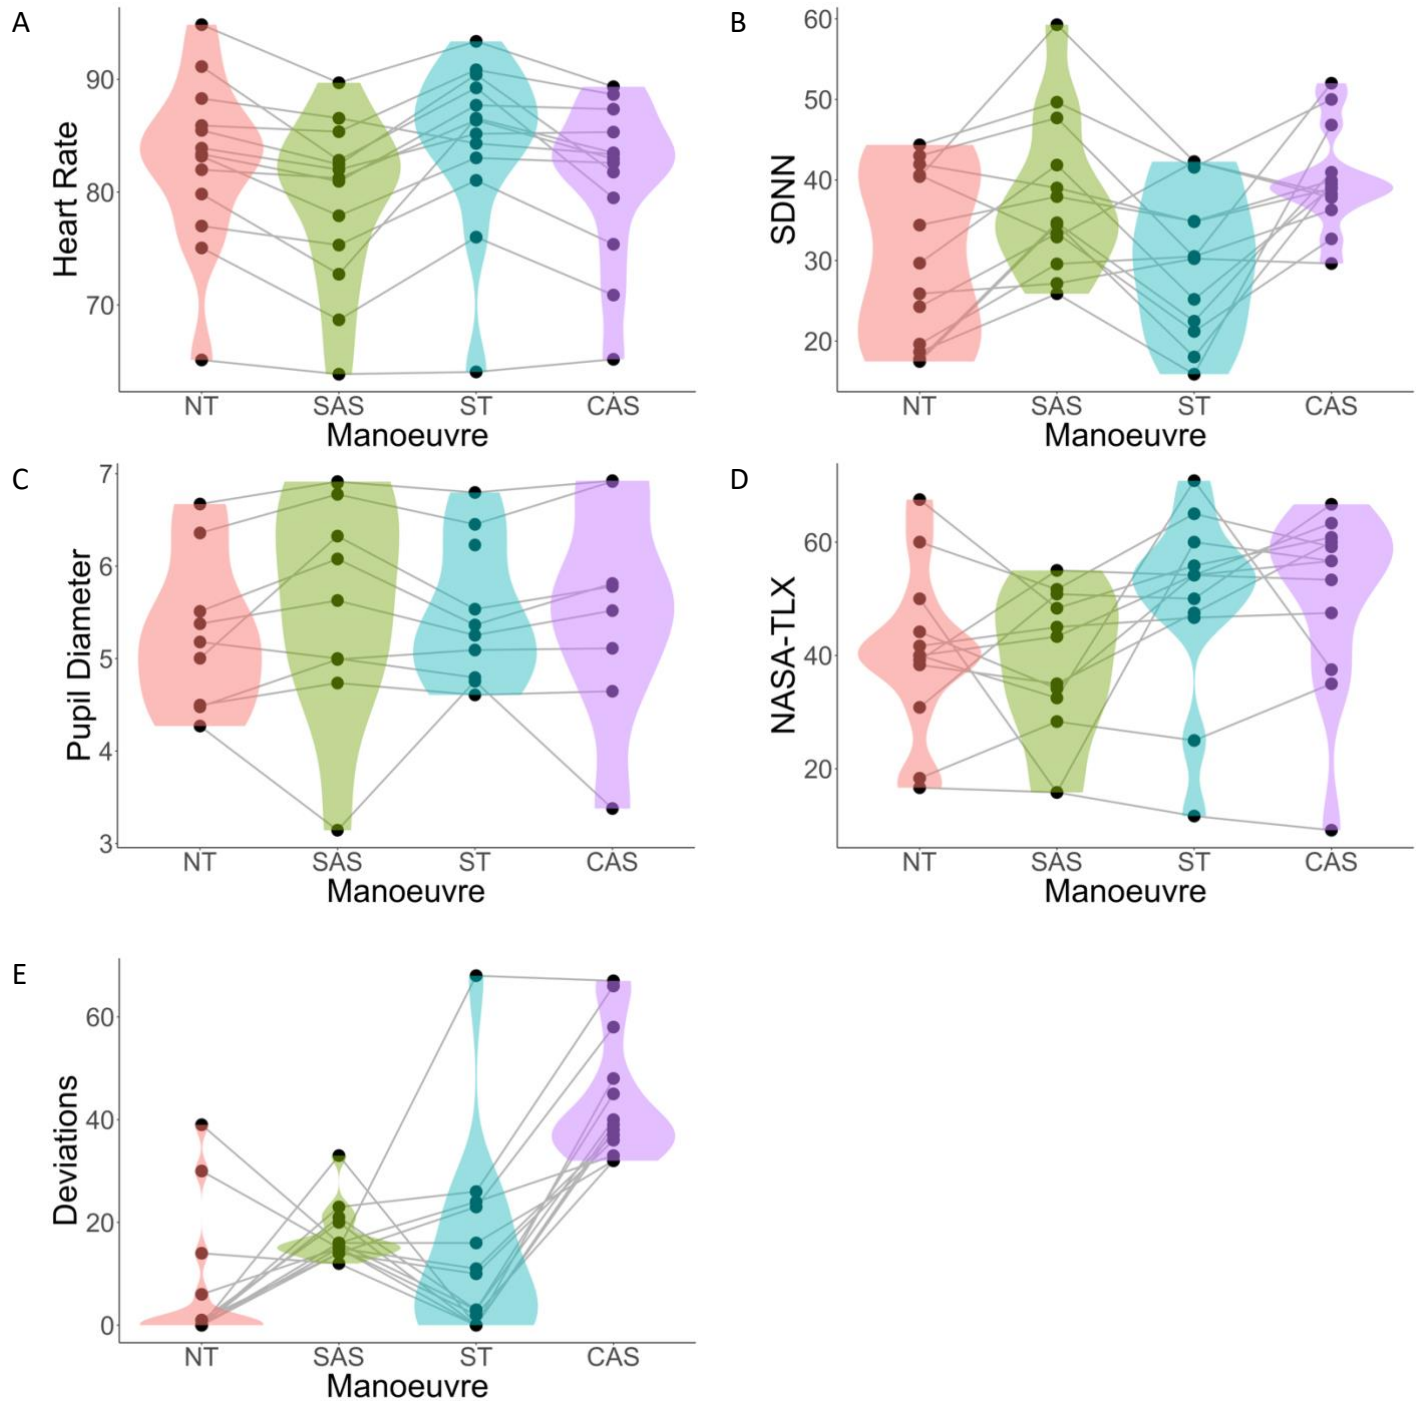 A
Heart Rate
90
80
70
NT SAS ST CAS
Manoeuvre
B
SDNN
60
50
40
30
20
NT SAS ST CAS
Manoeuvre
C
Pupil Diameter
7
6
5
4
3
NT SAS ST CAS
Manoeuvre
D
NASA-TLX
60
40
20
NT SAS ST CAS
Manoeuvre
E
Deviations
60
40
20
0
NT SAS ST CAS
Manoeuvre